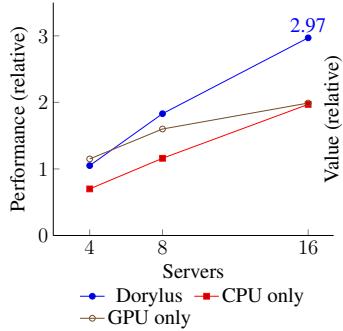 2.97
3
2
1
0
Performance (relative)
Value (relative)
4 8 16
Servers
Dorylus CPU only
GPU only